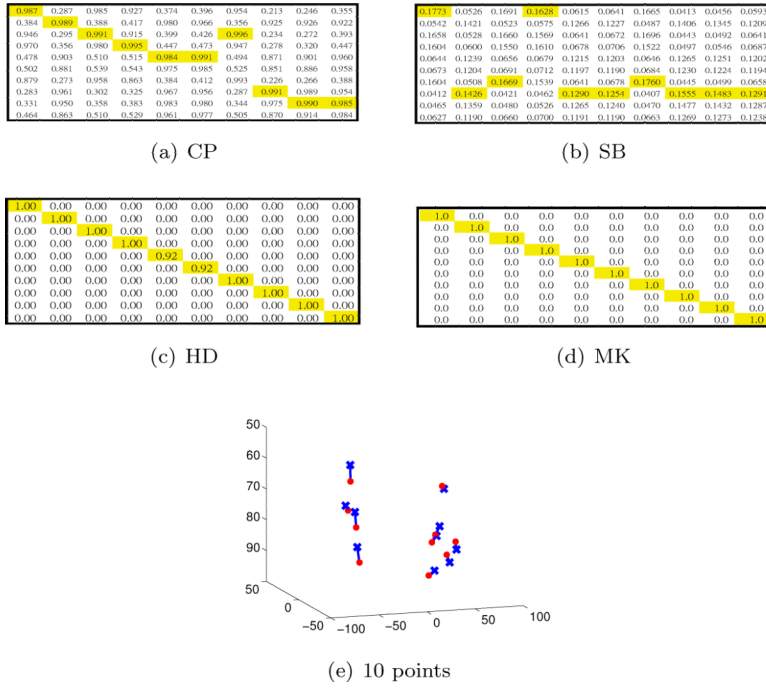 0.987 0.287 0.985 0.927 0.374 0.396 0.954 0.213 0.246 0.355
0.384 0.989 0.388 0.417 0.980 0.966 0.356 0.925 0.926 0.922
0.946 0.295 0.991 0.915 0.399 0.426 0.996 0.234 0.272 0.393
0.970 0.356 0.980 0.995 0.447 0.473 0.947 0.278 0.320 0.447
0.478 0.903 0.510 0.515 0.984 0.991 0.494 0.871 0.901 0.960
0.502 0.881 0.539 0.543 0.975 0.985 0.525 0.851 0.886 0.958
0.879 0.273 0.958 0.863 0.384 0.412 0.993 0.226 0.266 0.388
0.283 0.961 0.302 0.325 0.967 0.956 0.287 0.991 0.989 0.954
0.331 0.950 0.358 0.383 0.983 0.980 0.344 0.975 0.990 0.985
0.464 0.863 0.510 0.529 0.961 0.977 0.505 0.870 0.914 0.984
(a) CP
0.1773 0.0526 0.1691 0.1628 0.0615 0.0641 0.1665 0.0413 0.0456 0.0593
0.0542 0.1421 0.0523 0.0575 0.1266 0.1227 0.0487 0.1406 0.1345 0.1209
0.1658 0.0528 0.1660 0.1569 0.0641 0.0672 0.1696 0.0443 0.0492 0.0641
0.1604 0.0600 0.1550 0.1610 0.0678 0.0706 0.1522 0.0497 0.0546 0.0687
0.0644 0.1239 0.0656 0.0679 0.1215 0.1203 0.0646 0.1265 0.1251 0.1202
0.0673 0.1204 0.0691 0.0712 0.1197 0.1190 0.0684 0.1230 0.1224 0.1194
0.1604 0.0508 0.1669 0.1539 0.0641 0.0678 0.1760 0.0445 0.0499 0.0658
0.0412 0.1426 0.0421 0.0462 0.1290 0.1254 0.0407 0.1555 0.1483 0.1291
0.0465 0.1359 0.0480 0.0526 0.1265 0.1240 0.0470 0.1477 0.1432 0.1287
0.0627 0.1190 0.0660 0.0700 0.1191 0.1191 0.0663 0.1269 0.1273 0.1238
(b) SB
1.00 0.00 0.00 0.00 0.00 0.00 0.00 0.00 0.00 0.00
0.00 1.00 0.00 0.00 0.00 0.00 0.00 0.00 0.00 0.00
0.00 0.00 1.00 0.00 0.00 0.00 0.00 0.00 0.00 0.00
0.00 0.00 0.00 1.00 0.00 0.00 0.00 0.00 0.00 0.00
0.00 0.00 0.00 0.00 0.92 0.00 0.00 0.00 0.00 0.00
0.00 0.00 0.00 0.00 0.00 0.92 0.00 0.00 0.00 0.00
0.00 0.00 0.00 0.00 0.00 0.00 1.00 0.00 0.00 0.00
0.00 0.00 0.00 0.00 0.00 0.00 0.00 1.00 0.00 0.00
0.00 0.00 0.00 0.00 0.00 0.00 0.00 0.00 1.00 0.00
0.00 0.00 0.00 0.00 0.00 0.00 0.00 0.00 0.00 1.00
(c) HD
1.0 0.0 0.0 0.0 0.0 0.0 0.0 0.0 0.0 0.0
0.0 1.0 0.0 0.0 0.0 0.0 0.0 0.0 0.0 0.0
0.0 0.0 1.0 0.0 0.0 0.0 0.0 0.0 0.0 0.0
0.0 0.0 0.0 1.0 0.0 0.0 0.0 0.0 0.0 0.0
0.0 0.0 0.0 0.0 1.0 0.0 0.0 0.0 0.0 0.0
0.0 0.0 0.0 0.0 0.0 1.0 0.0 0.0 0.0 0.0
0.0 0.0 0.0 0.0 0.0 0.0 1.0 0.0 0.0 0.0
0.0 0.0 0.0 0.0 0.0 0.0 0.0 1.0 0.0 0.0
0.0 0.0 0.0 0.0 0.0 0.0 0.0 0.0 1.0 0.0
0.0 0.0 0.0 0.0 0.0 0.0 0.0 0.0 0.0 1.0
(d) MK
50
60
70
80
90
50
0
−50 −100 −50 0 50 100
(e) 10 points